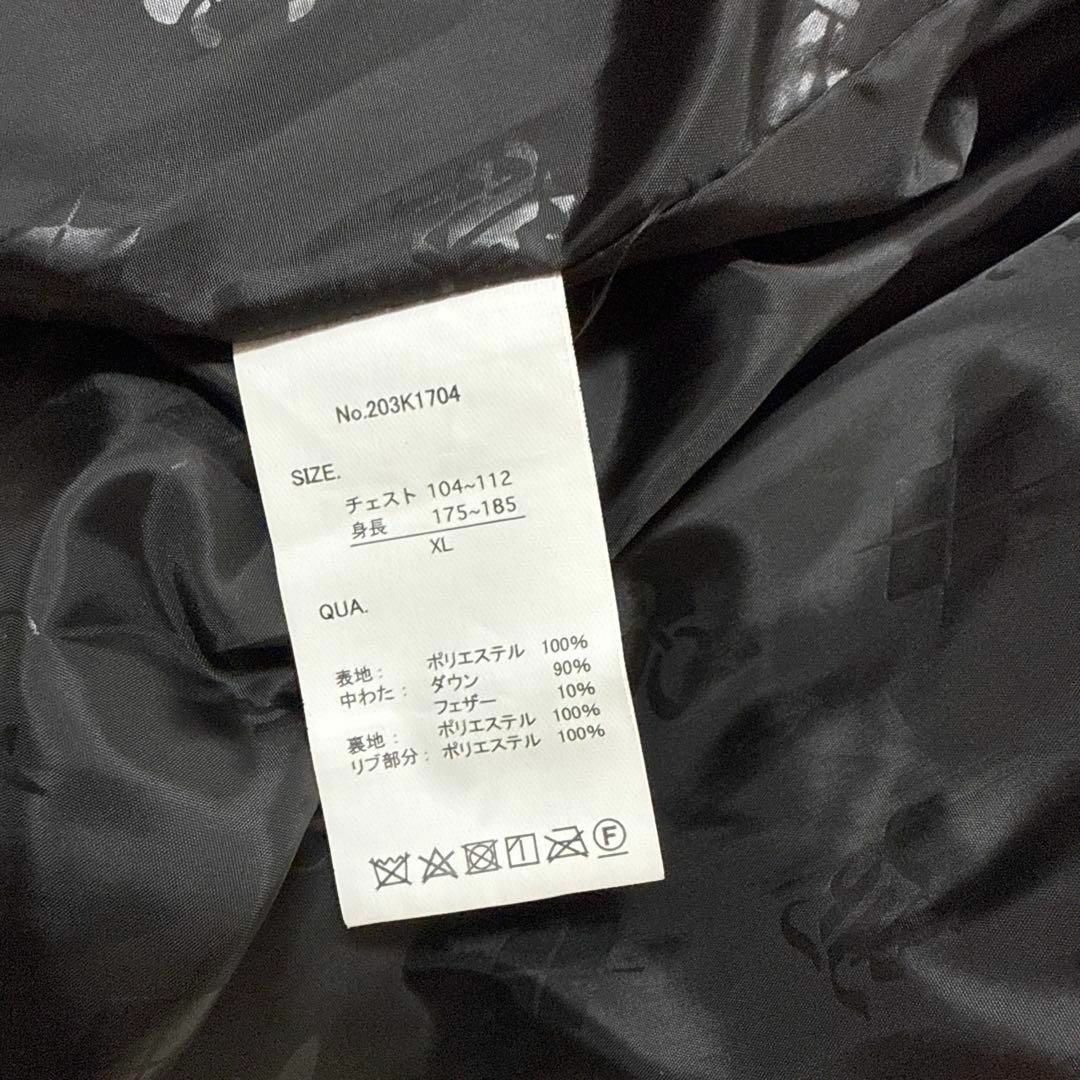 No.203K1704
SIZE.
チェスト 104~112
身長 175~185
XL
QUA.
表地: ポリエステル 100%
中わた: ダウン 90%
フェザー 10%
裏地: ポリエステル 100%
リブ部分: ポリエステル 100%
F